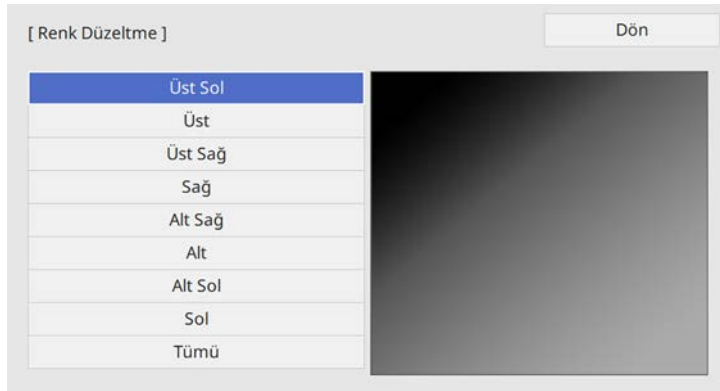 [ Renk Düzeltme ]
Dön
Üst Sol
Üst
Üst Sağ
Sağ
Alt Sağ
Alt
Alt Sol
Sol
Tümü